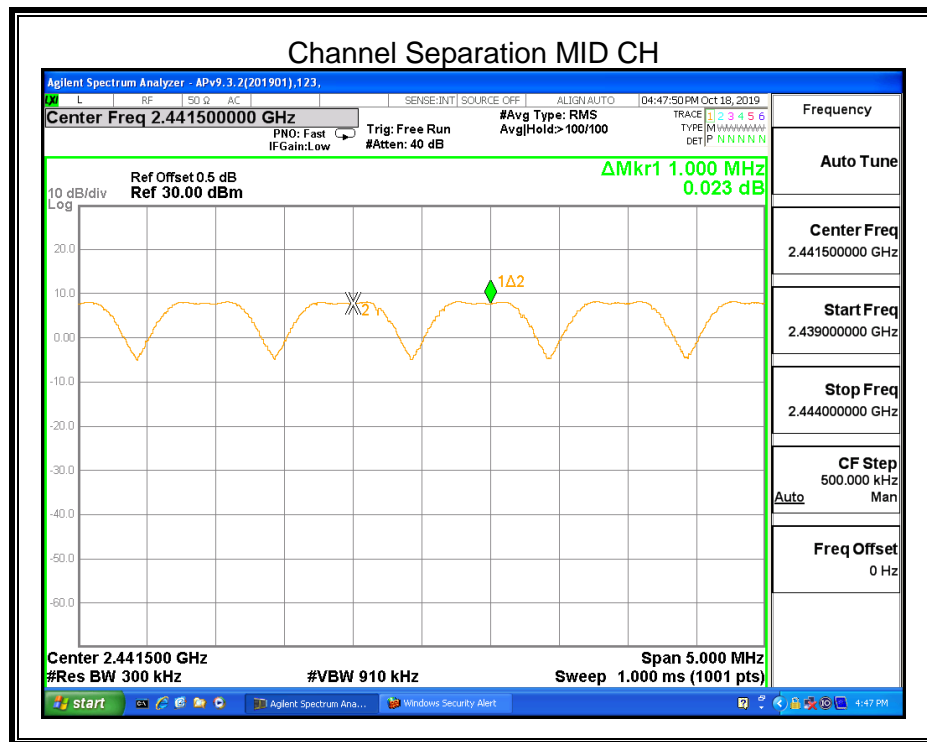 Channel Separation MID CH
Agilent Spectrum Analyzer - APv9.3.2(201901),123,
LXI L RF 50 Ω AC SENSE:INT SOURCE OFF ALIGN AUTO 04:47:50 PM Oct 18, 2019
Center Freq 2.441500000 GHz
PNO: Fast
IFGain:Low
Trig: Free Run
#Atten: 40 dB
#Avg Type: RMS
Avg|Hold:>100/100
TRACE 1 2 3 4 5 6
TYPE M WWWWW
DET P N N N N N
Frequency
Auto Tune
Center Freq
2.441500000 GHz
Start Freq
2.439000000 GHz
Stop Freq
2.444000000 GHz
CF Step
500.000 kHz
Auto Man
Freq Offset
0 Hz
ΔMkr1 1.000 MHz
0.023 dB
Ref Offset 0.5 dB
10 dB/div Ref 30.00 dBm
Log
20.0
10.0
0.00
-10.0
-20.0
-30.0
-40.0
-50.0
-60.0
1Δ2
2
Center 2.441500 GHz Span 5.000 MHz
#Res BW 300 kHz #VBW 910 kHz Sweep 1.000 ms (1001 pts)
start Agilent Spectrum Ana... Windows Security Alert 4:47 PM